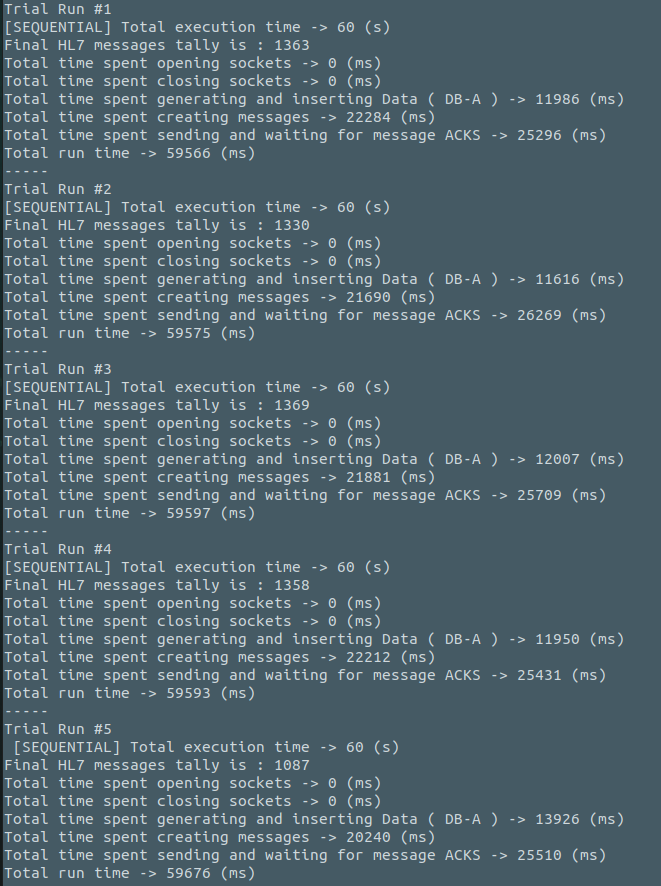 Trial Run #1
[SEQUENTIAL] Total execution time -> 60 (s)
Final HL7 messages tally is : 1363
Total time spent opening sockets -> 0 (ms)
Total time spent closing sockets -> 0 (ms)
Total time spent generating and inserting Data ( DB-A ) -> 11986 (ms)
Total time spent creating messages -> 22284 (ms)
Total time spent sending and waiting for message ACKS -> 25296 (ms)
Total run time -> 59566 (ms)
-----
Trial Run #2
[SEQUENTIAL] Total execution time -> 60 (s)
Final HL7 messages tally is : 1330
Total time spent opening sockets -> 0 (ms)
Total time spent closing sockets -> 0 (ms)
Total time spent generating and inserting Data ( DB-A ) -> 11616 (ms)
Total time spent creating messages -> 21690 (ms)
Total time spent sending and waiting for message ACKS -> 26269 (ms)
Total run time -> 59575 (ms)
-----
Trial Run #3
[SEQUENTIAL] Total execution time -> 60 (s)
Final HL7 messages tally is : 1369
Total time spent opening sockets -> 0 (ms)
Total time spent closing sockets -> 0 (ms)
Total time spent generating and inserting Data ( DB-A ) -> 12007 (ms)
Total time spent creating messages -> 21881 (ms)
Total time spent sending and waiting for message ACKS -> 25709 (ms)
Total run time -> 59597 (ms)
-----
Trial Run #4
[SEQUENTIAL] Total execution time -> 60 (s)
Final HL7 messages tally is : 1358
Total time spent opening sockets -> 0 (ms)
Total time spent closing sockets -> 0 (ms)
Total time spent generating and inserting Data ( DB-A ) -> 11950 (ms)
Total time spent creating messages -> 22212 (ms)
Total time spent sending and waiting for message ACKS -> 25431 (ms)
Total run time -> 59593 (ms)
-----
Trial Run #5
 [SEQUENTIAL] Total execution time -> 60 (s)
Final HL7 messages tally is : 1087
Total time spent opening sockets -> 0 (ms)
Total time spent closing sockets -> 0 (ms)
Total time spent generating and inserting Data ( DB-A ) -> 13926 (ms)
Total time spent creating messages -> 20240 (ms)
Total time spent sending and waiting for message ACKS -> 25510 (ms)
Total run time -> 59676 (ms)